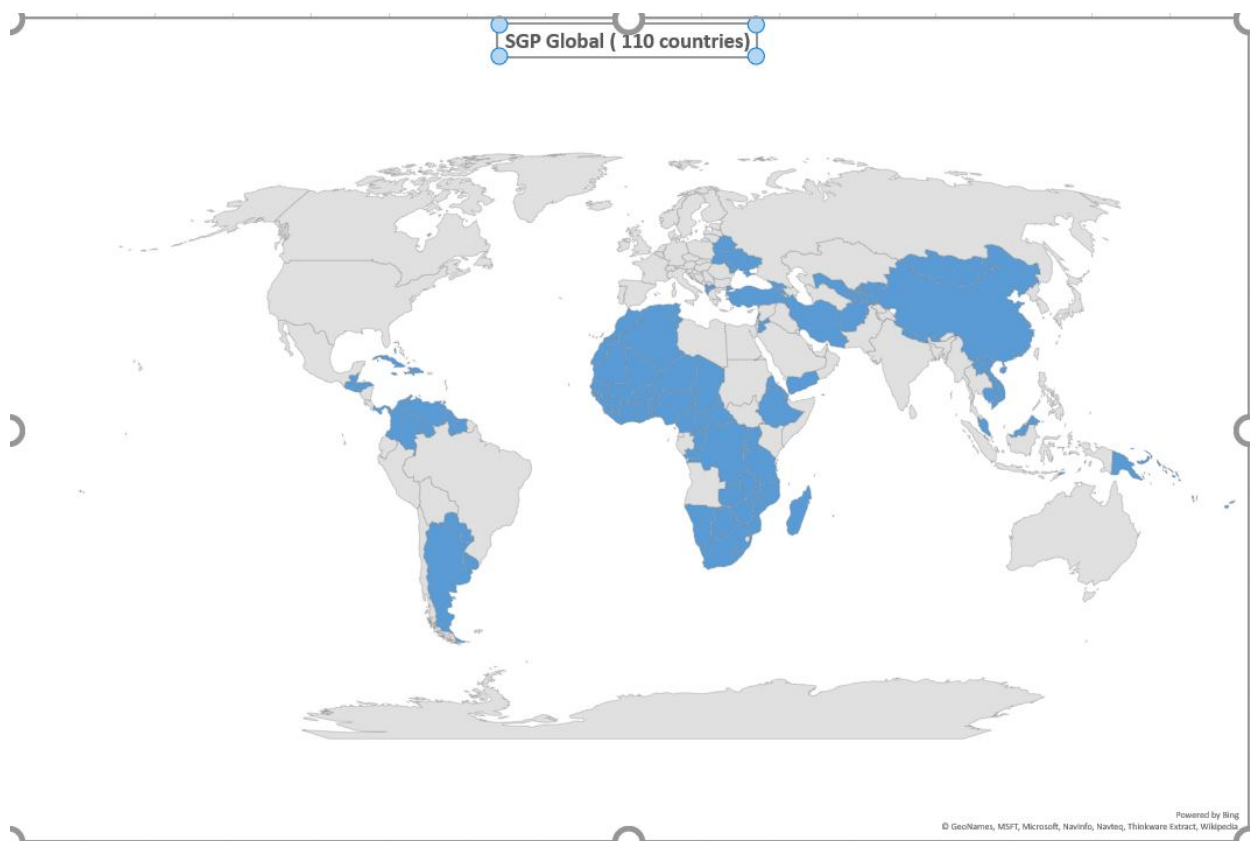 SGP Global ( 110 countries)
Powered by Bing
© GeoNames, MSFT, Microsoft, NavInfo, Navteq, Thinkware Extract, Wikipedia